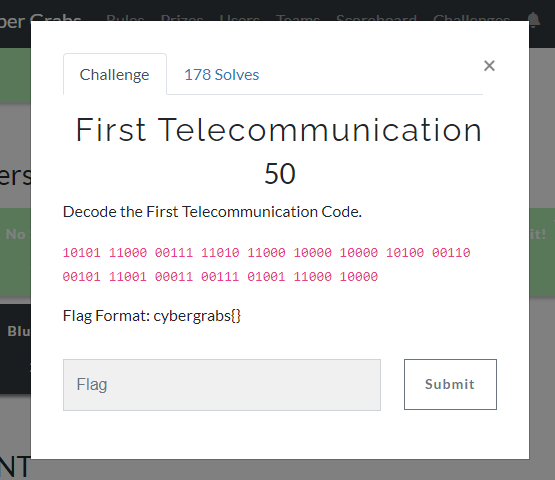 ber Grabs Rules Prizes Users Teams Scoreboard Challenges
Challenge 178 Solves ×
ers
First Telecommunication
50
Decode the First Telecommunication Code.
No it!
10101 11000 00111 11010 11000 10000 10000 10100 00110
00101 11001 00011 00111 01001 11000 10000
Flag Format: cybergrabs{}
Blu
Flag Submit
NT